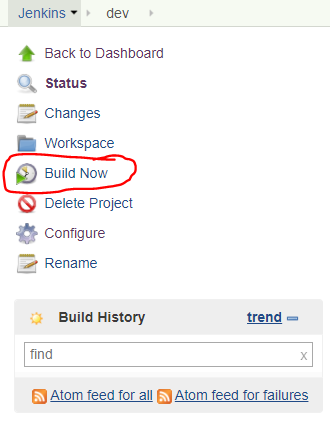 Jenkins dev
Back to Dashboard
Status
Changes
Workspace
Build Now
Delete Project
Configure
Rename
Build History trend
find x
Atom feed for all Atom feed for failures